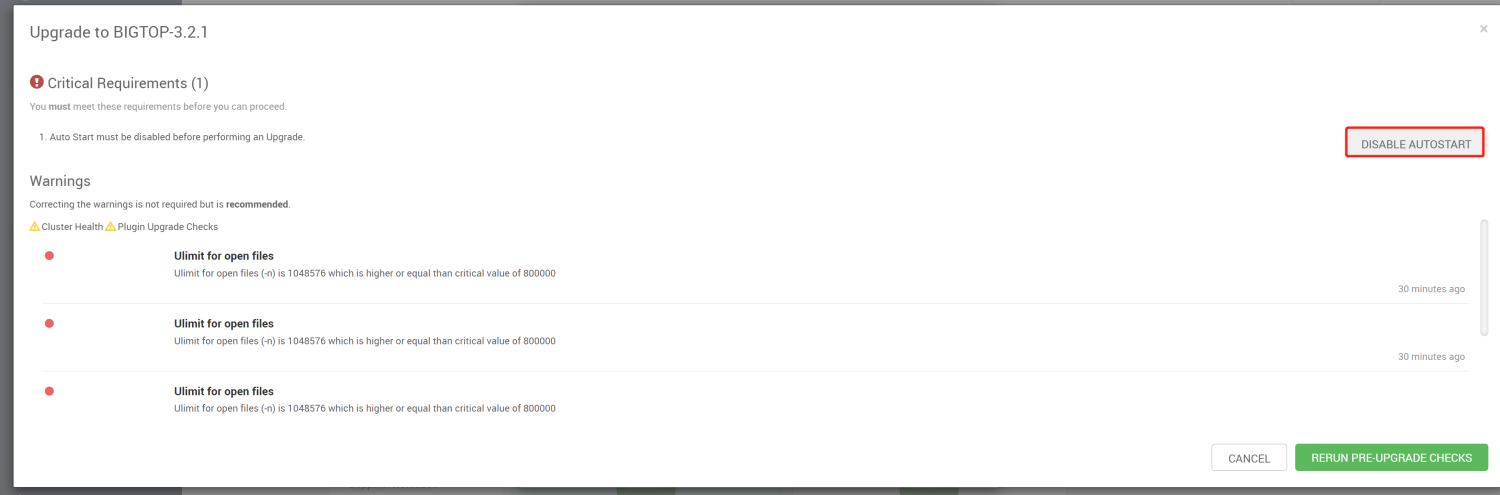 Upgrade to BIGTOP-3.2.1
×
Critical Requirements (1)
You must meet these requirements before you can proceed.
1. Auto Start must be disabled before performing an Upgrade.
DISABLE AUTOSTART
Warnings
Correcting the warnings is not required but is recommended.
Cluster Health Plugin Upgrade Checks
Ulimit for open files
Ulimit for open files (-n) is 1048576 which is higher or equal than critical value of 800000
30 minutes ago
Ulimit for open files
Ulimit for open files (-n) is 1048576 which is higher or equal than critical value of 800000
30 minutes ago
Ulimit for open files
Ulimit for open files (-n) is 1048576 which is higher or equal than critical value of 800000
CANCEL
RERUN PRE-UPGRADE CHECKS